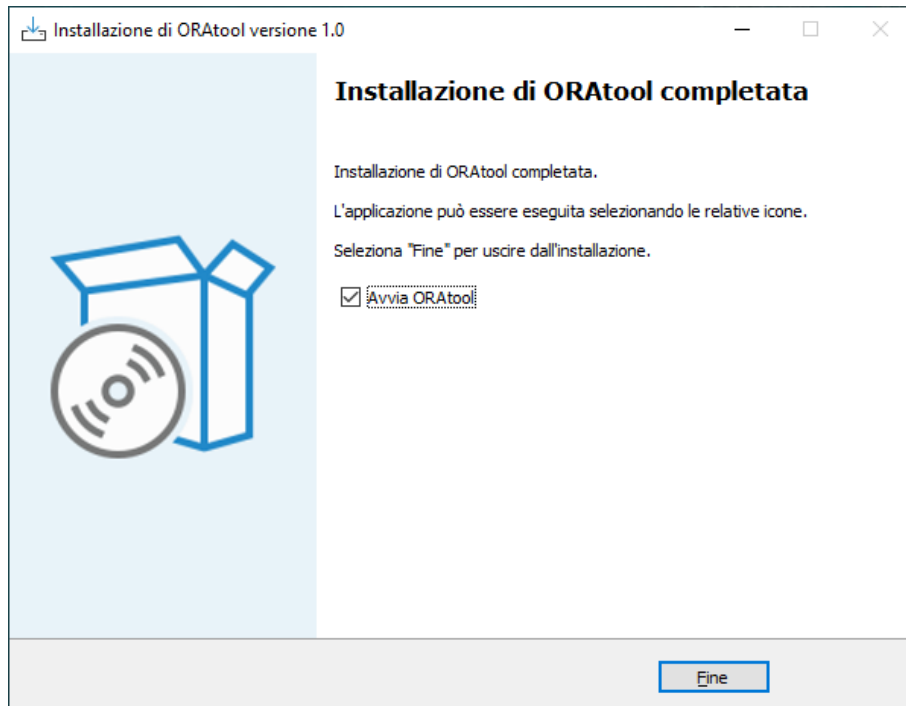 Installazione di ORAtool versione 1.0
Installazione di ORAtool completata
Installazione di ORAtool completata.
L'applicazione può essere eseguita selezionando le relative icone.
Seleziona "Fine" per uscire dall'installazione.
Avvia ORAtool
Fine